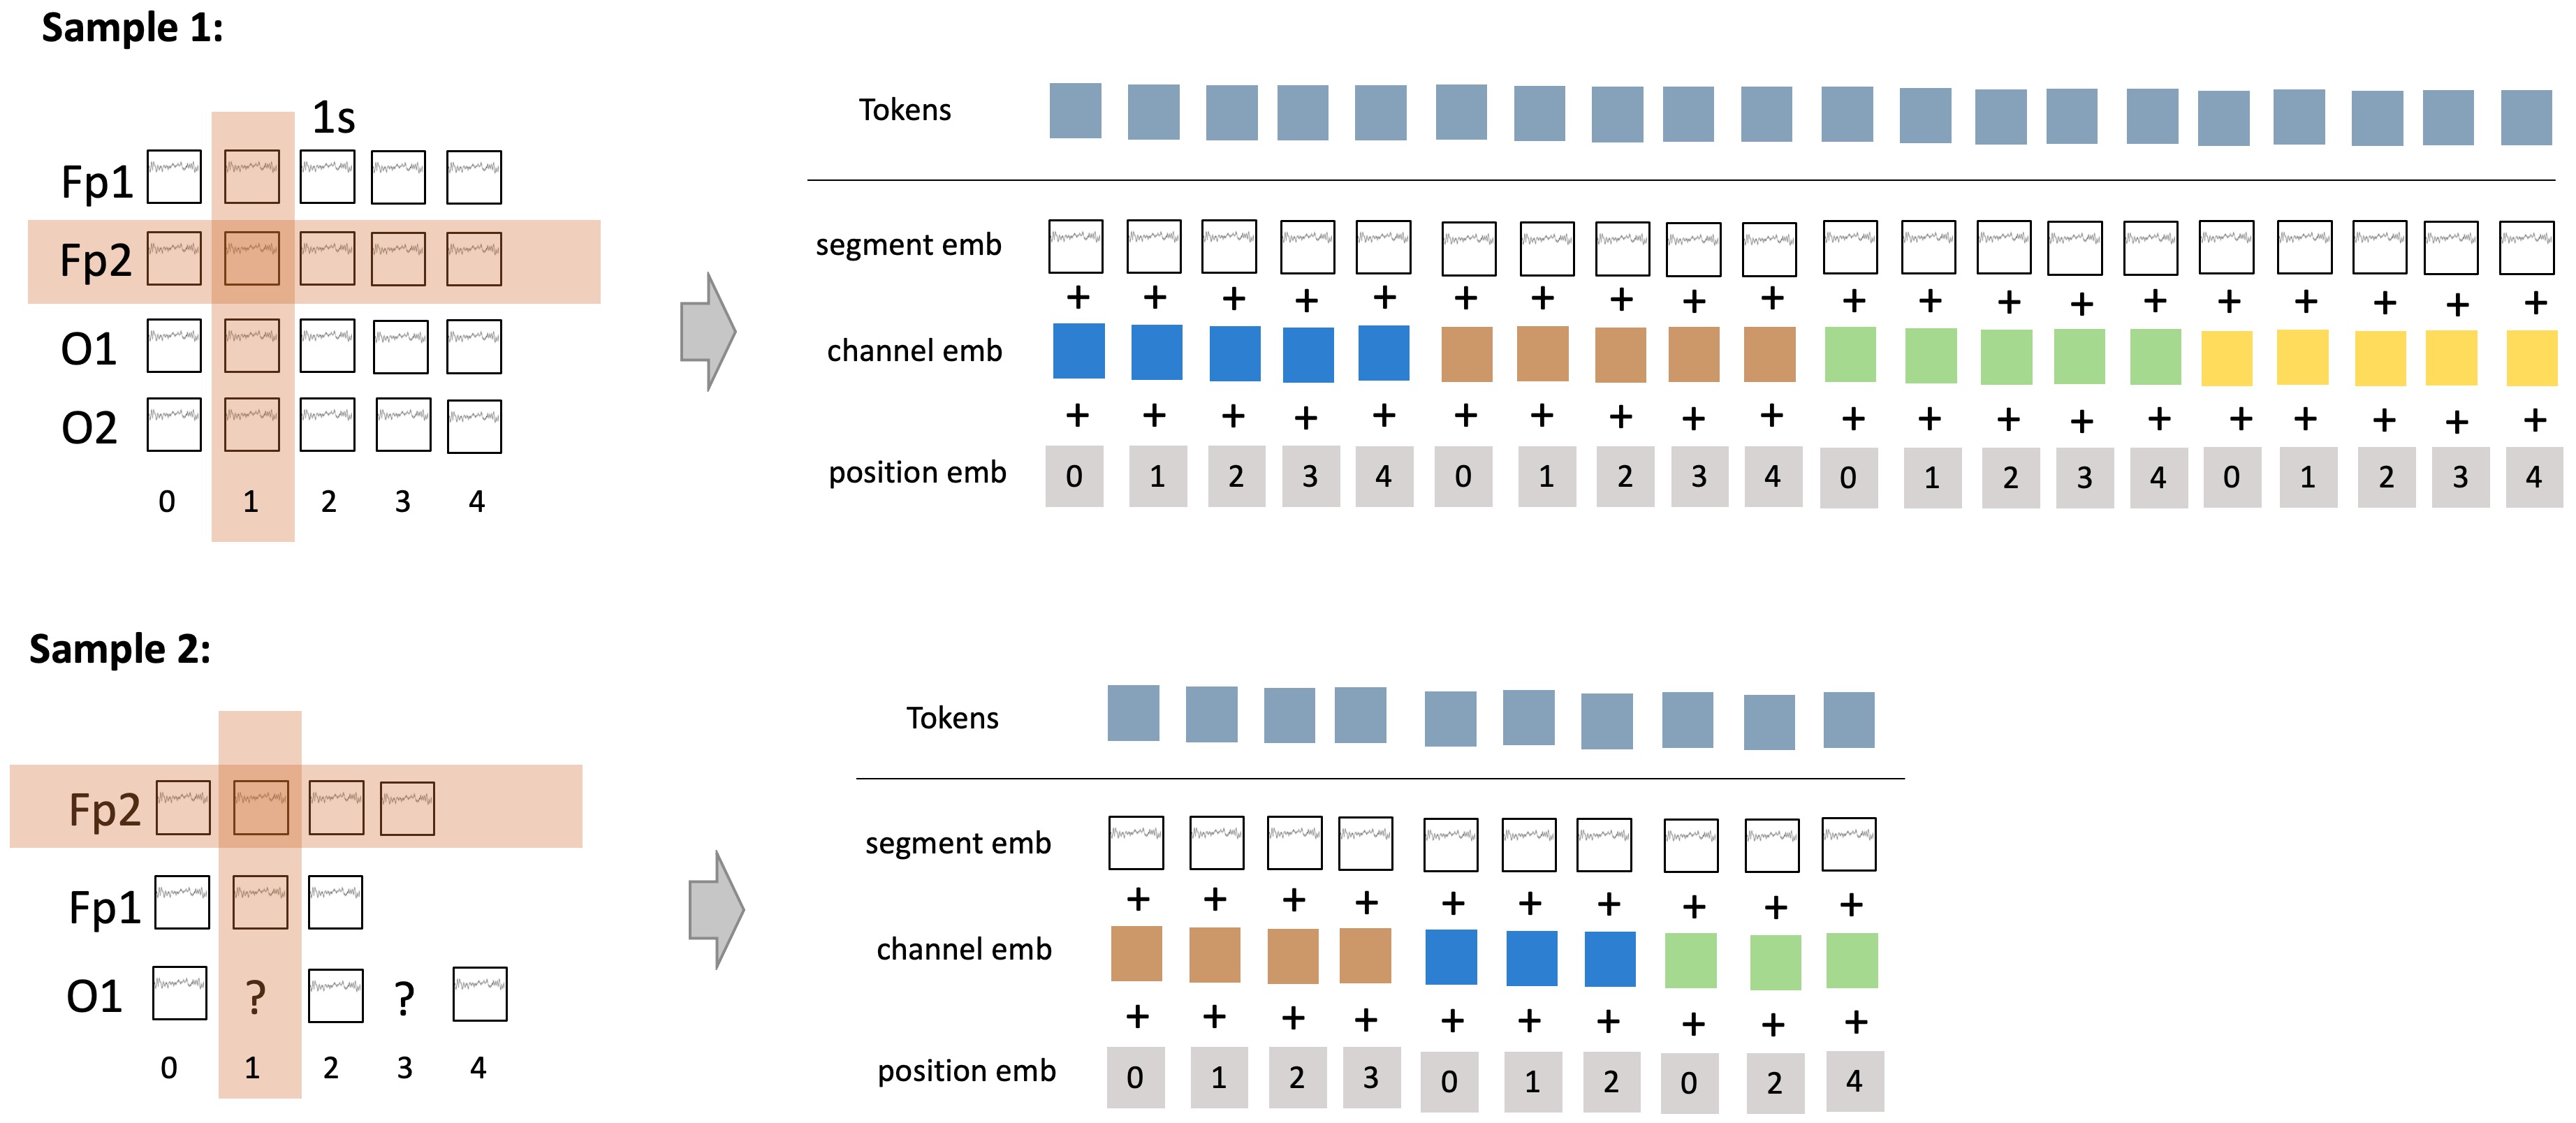 Sample 1:
1s
Fp1
Fp2
O1
O2
0 1 2 3 4
Tokens
segment emb
+ + + + + + + + + + + + + + + + + + + +
channel emb
+ + + + + + + + + + + + + + + + + + + +
position emb 0 1 2 3 4 0 1 2 3 4 0 1 2 3 4 0 1 2 3 4
Sample 2:
Fp2
Fp1
O1 ? ?
0 1 2 3 4
Tokens
segment emb
+ + + + + + + + + +
channel emb
+ + + + + + + + + +
position emb 0 1 2 3 0 1 2 0 2 4